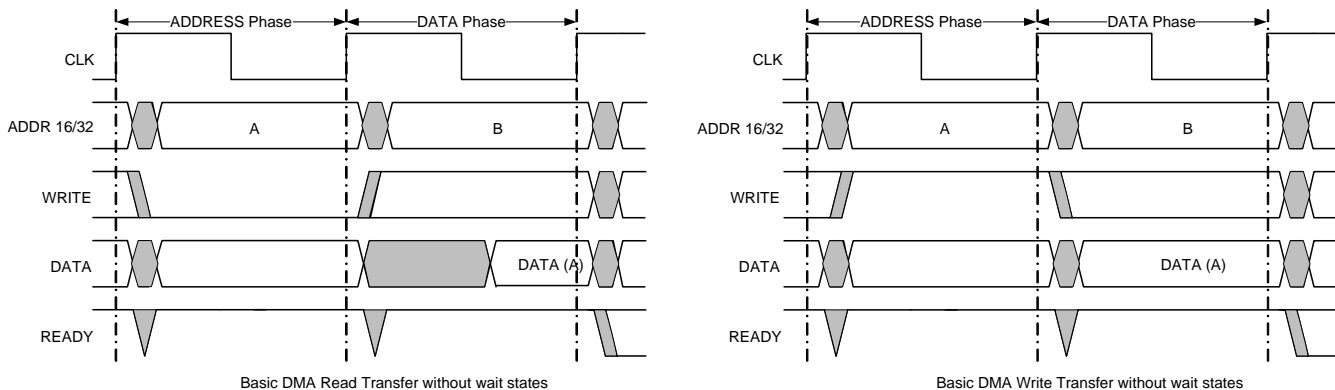 ADDRESS Phase DATA Phase
CLK
ADDR 16/32 A B
WRITE
DATA DATA (A)
READY
Basic DMA Read Transfer without wait states
ADDRESS Phase DATA Phase
CLK
ADDR 16/32 A B
WRITE
DATA DATA (A)
READY
Basic DMA Write Transfer without wait states